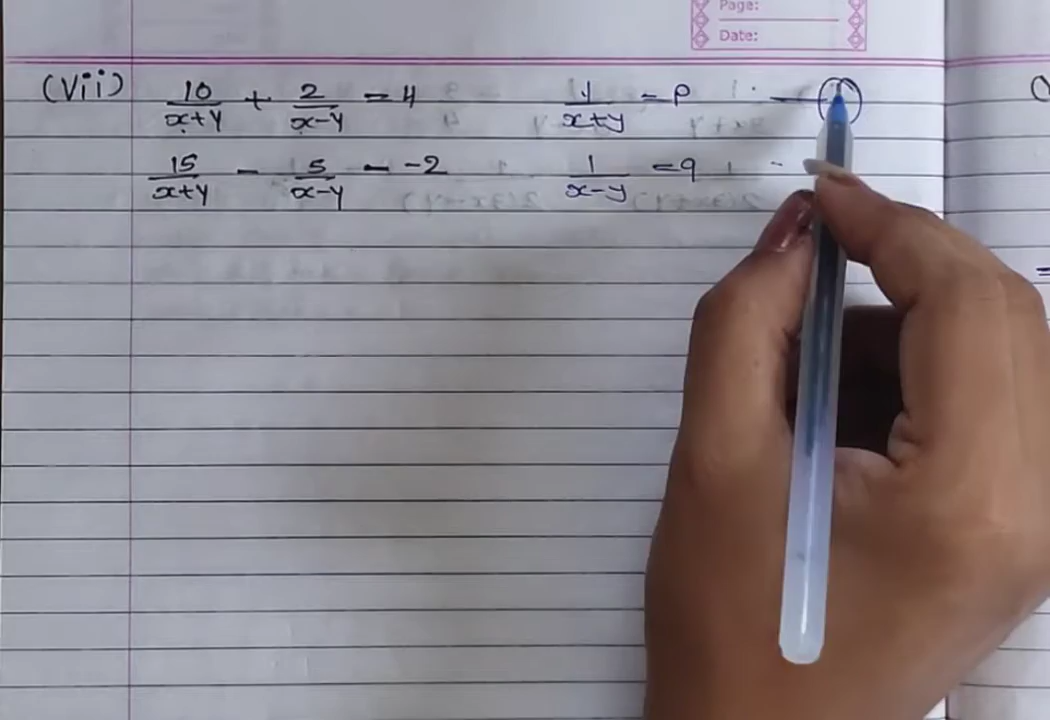 Page:
Date:
(Vii) 10/x+y + 2/x-y = 4 1/x+y = P
15/x+y - 5/x-y = -2 1/x-y = q